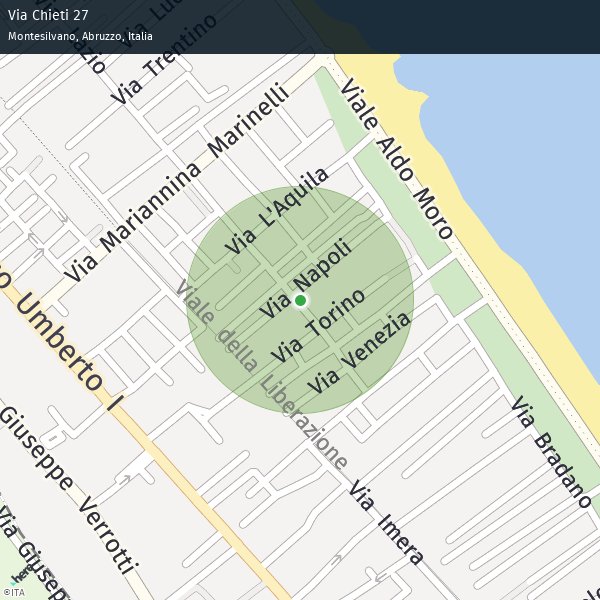 Via Chieti 27
Montesilvano, Abruzzo, Italia
Via Trentino
Viale Aldo Moro
Via Mariannina Marinelli
Via L'Aquila
Via Napoli
Via Torino
Via Venezia
Viale della Liberazione
Umberto I
Giuseppe Verrotti
Via Bradano
Via Imera
here
©ITA